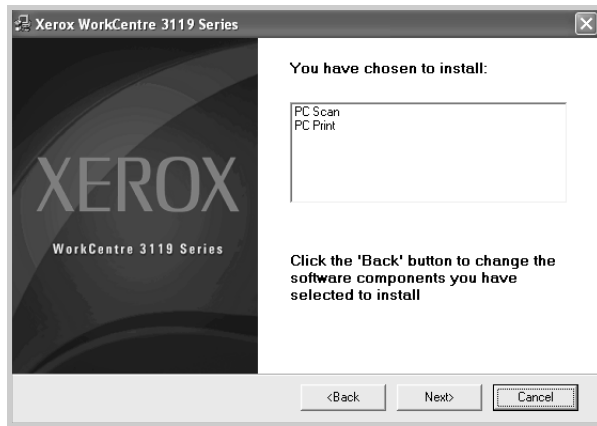 Xerox WorkCentre 3119 Series
You have chosen to install:
PC Scan
PC Print
XEROX
WorkCentre 3119 Series
Click the 'Back' button to change the
software components you have
selected to install
<Back
Next>
Cancel